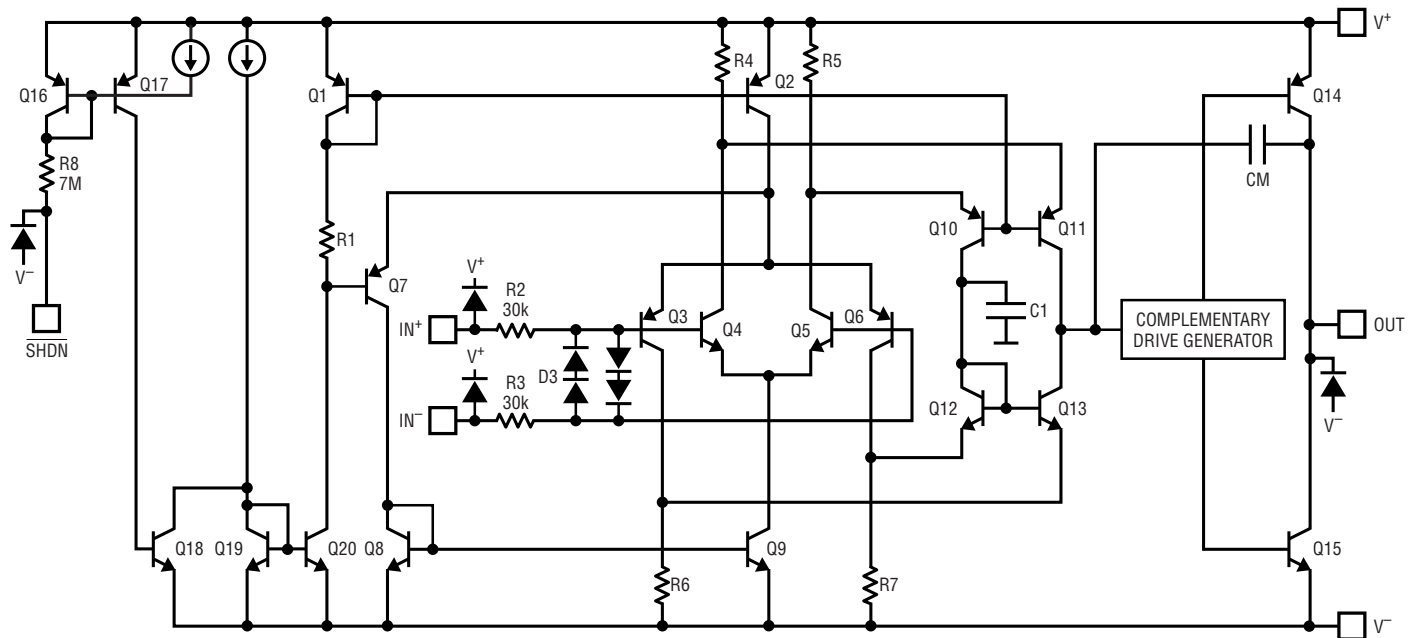 V+
R4
R5
Q16
Q17
Q1
Q2
Q14
R8
7M
CM
V−
R1
Q10
Q11
Q7
V+
R2
30k
IN+
Q3
Q4
Q5
Q6
C1
COMPLEMENTARY
DRIVE GENERATOR
OUT
SHDN
V+
R3
30k
D3
IN−
Q12
Q13
V−
Q18
Q19
Q20
Q8
Q9
Q15
R6
R7
V−